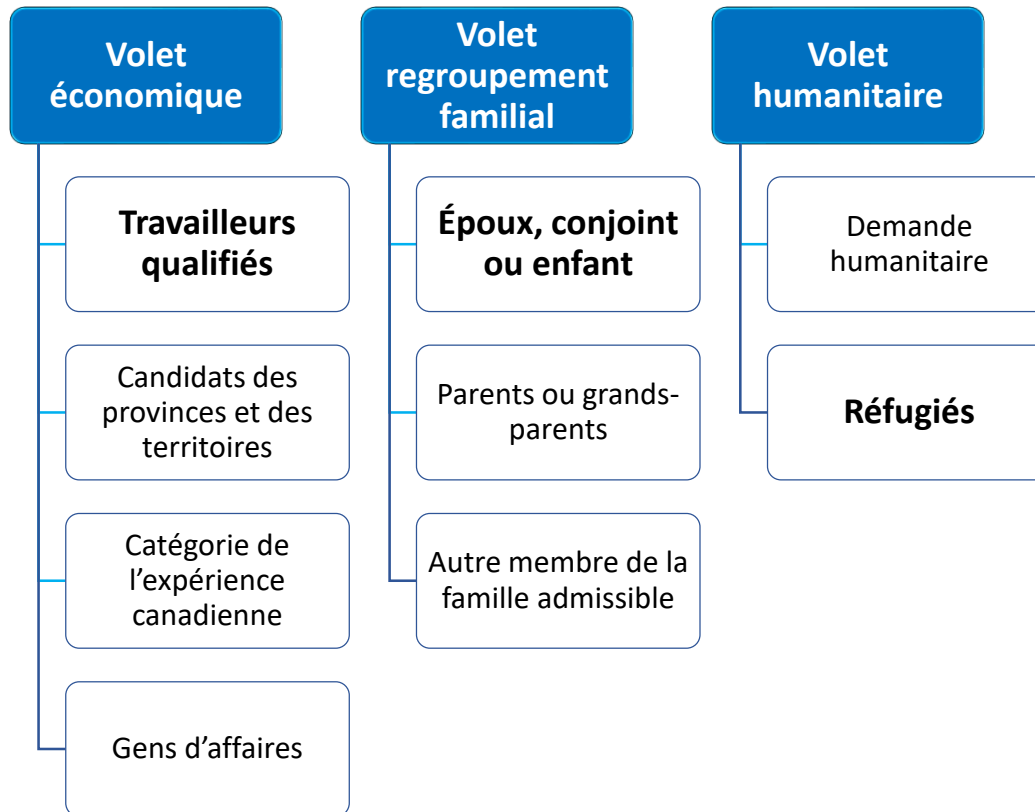 Volet
économique
Travailleurs
qualifiés
Candidats des
provinces et des
territoires
Catégorie de
l’expérience
canadienne
Gens d’affaires
Volet
regroupement
familial
Époux, conjoint
ou enfant
Parents ou grands-
parents
Autre membre de la
famille admissible
Volet
humanitaire
Demande
humanitaire
Réfugiés